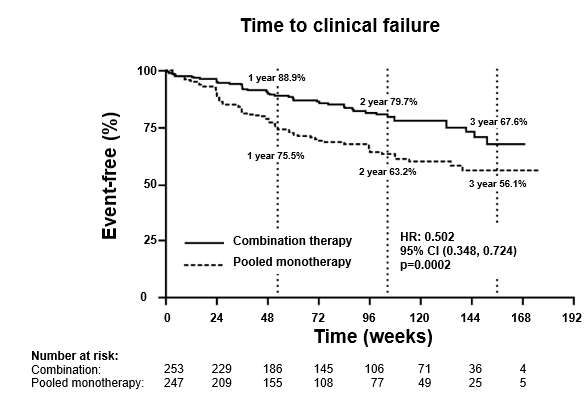 Time to clinical failure
Event-free (%)
100
75
50
25
0
1 year 88.9%
2 year 79.7%
3 year 67.6%
1 year 75.5%
2 year 63.2%
3 year 56.1%
Combination therapy
Pooled monotherapy
HR: 0.502
95% CI (0.348, 0.724)
p=0.0002
0 24 48 72 96 120 144 168 192
Time (weeks)
Number at risk:
Combination: 253 229 186 145 106 71 36 4
Pooled monotherapy: 247 209 155 108 77 49 25 5